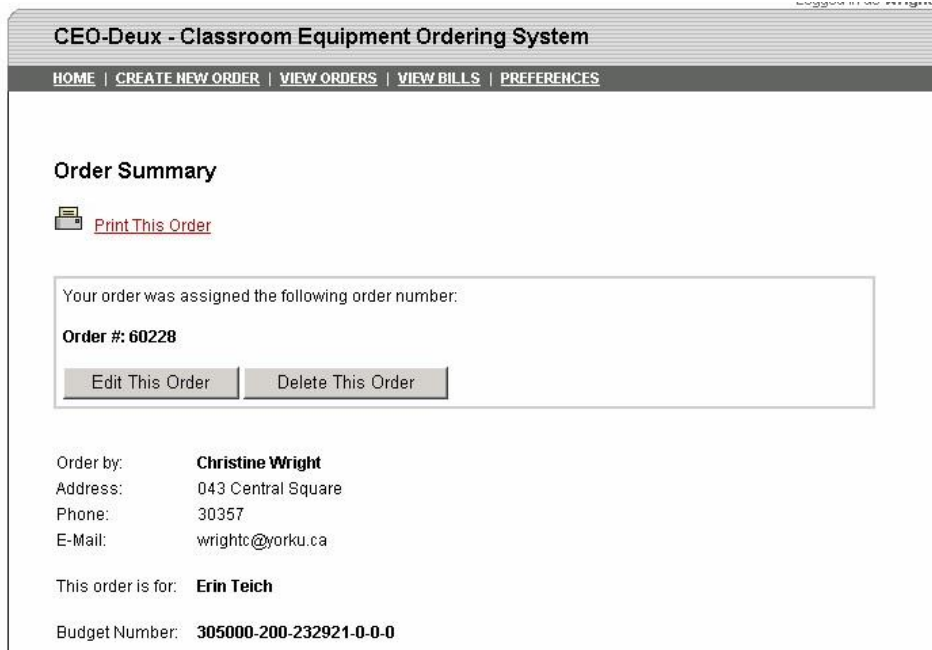 Logged in as
CEO-Deux - Classroom Equipment Ordering System
HOME | CREATE NEW ORDER | VIEW ORDERS | VIEW BILLS | PREFERENCES
Order Summary
Print This Order
Your order was assigned the following order number:
Order #: 60228
Edit This Order Delete This Order
Order by: Christine Wright
Address: 043 Central Square
Phone: 30357
E-Mail: wrightc@yorku.ca
This order is for: Erin Teich
Budget Number: 305000-200-232921-0-0-0